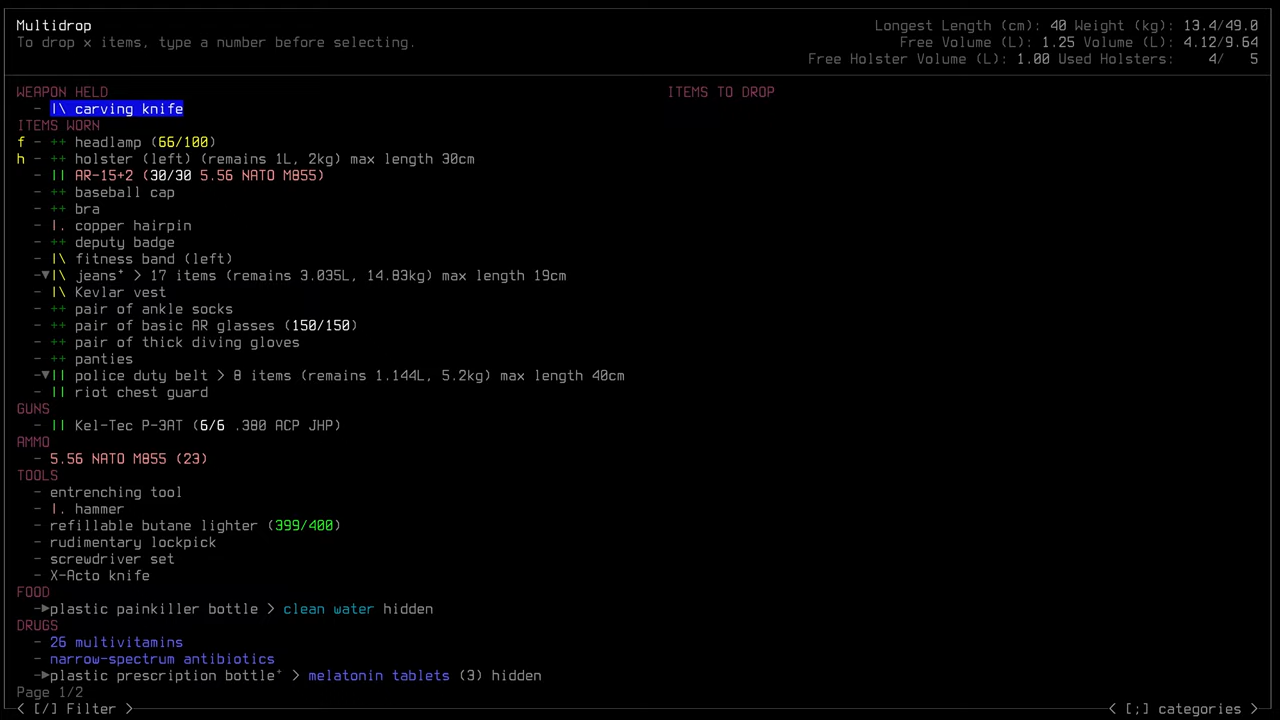 Multidrop
Longest Length (cm): 40 Weight (kg): 13.4/49.0
To drop x items, type a number before selecting.
Free Volume (L): 1.25 Volume (L): 4.12/9.64
Free Holster Volume (L): 1.00 Used Holsters: 4/ 5
WEAPON HELD
ITEMS TO DROP
- |\ carving knife
ITEMS WORN
f - ++ headlamp (66/100)
h - ++ holster (left) (remains 1L, 2kg) max length 30cm
- || AR-15+2 (30/30 5.56 NATO M855)
- ++ baseball cap
- ++ bra
- |. copper hairpin
- ++ deputy badge
- |\ fitness band (left)
-▼|\ jeans⁺ > 17 items (remains 3.035L, 14.83kg) max length 19cm
- |\ Kevlar vest
- ++ pair of ankle socks
- ++ pair of basic AR glasses (150/150)
- ++ pair of thick diving gloves
- ++ panties
-▼|| police duty belt > 8 items (remains 1.144L, 5.2kg) max length 40cm
- || riot chest guard
GUNS
- || Kel-Tec P-3AT (6/6 .380 ACP JHP)
AMMO
- 5.56 NATO M855 (23)
TOOLS
- entrenching tool
- |. hammer
- refillable butane lighter (399/400)
- rudimentary lockpick
- screwdriver set
- X-Acto knife
FOOD
-►plastic painkiller bottle > clean water hidden
DRUGS
- 26 multivitamins
- narrow-spectrum antibiotics
-►plastic prescription bottle⁺ > melatonin tablets (3) hidden
Page 1/2
< [/] Filter >
< [;] categories >